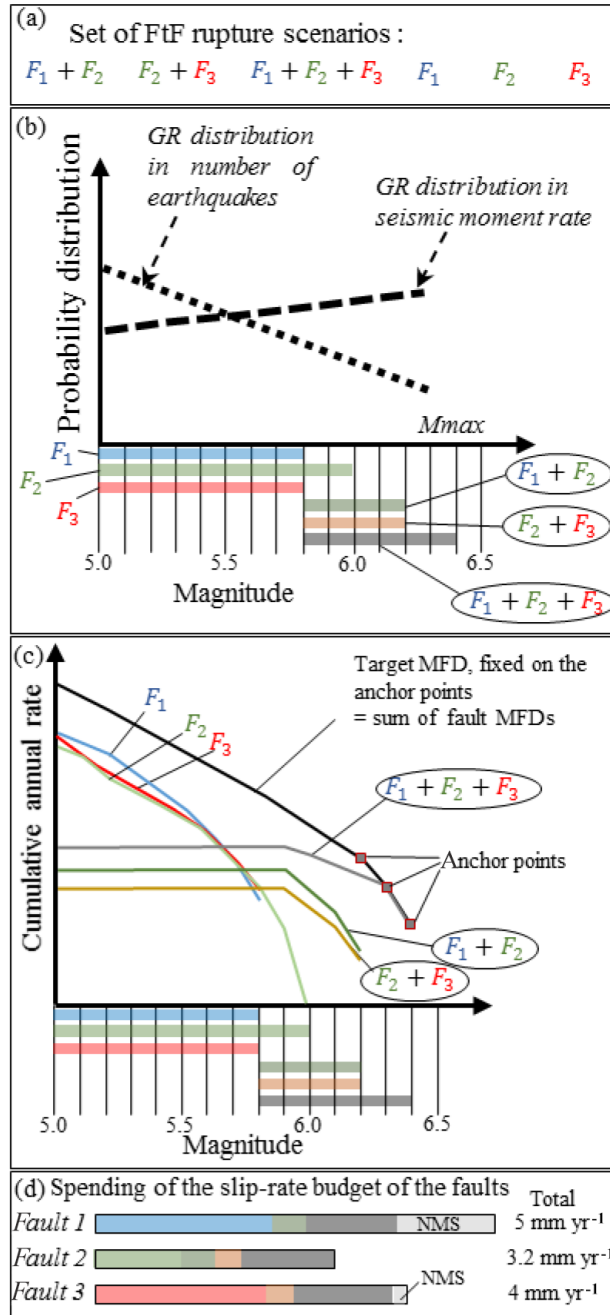 (a)
Set of FtF rupture scenarios :
F1 + F2 F2 + F3 F1 + F2 + F3 F1 F2 F3
(b)
GR distribution
in number of
earthquakes
GR distribution in
seismic moment rate
Probability distribution
Mmax
F1
F2
F3
F1 + F2
F2 + F3
F1 + F2 + F3
5.0 5.5 6.0 6.5
Magnitude
(c)
Target MFD, fixed on the
anchor points
= sum of fault MFDs
F1
F2
F3
F1 + F2 + F3
Anchor points
Cumulative annual rate
F1 + F2
F2 + F3
5.0 5.5 6.0 6.5
Magnitude
(d) Spending of the slip-rate budget of the faults
Total
Fault 1 NMS 5 mm yr-1
Fault 2 3.2 mm yr-1
NMS
Fault 3 4 mm yr-1